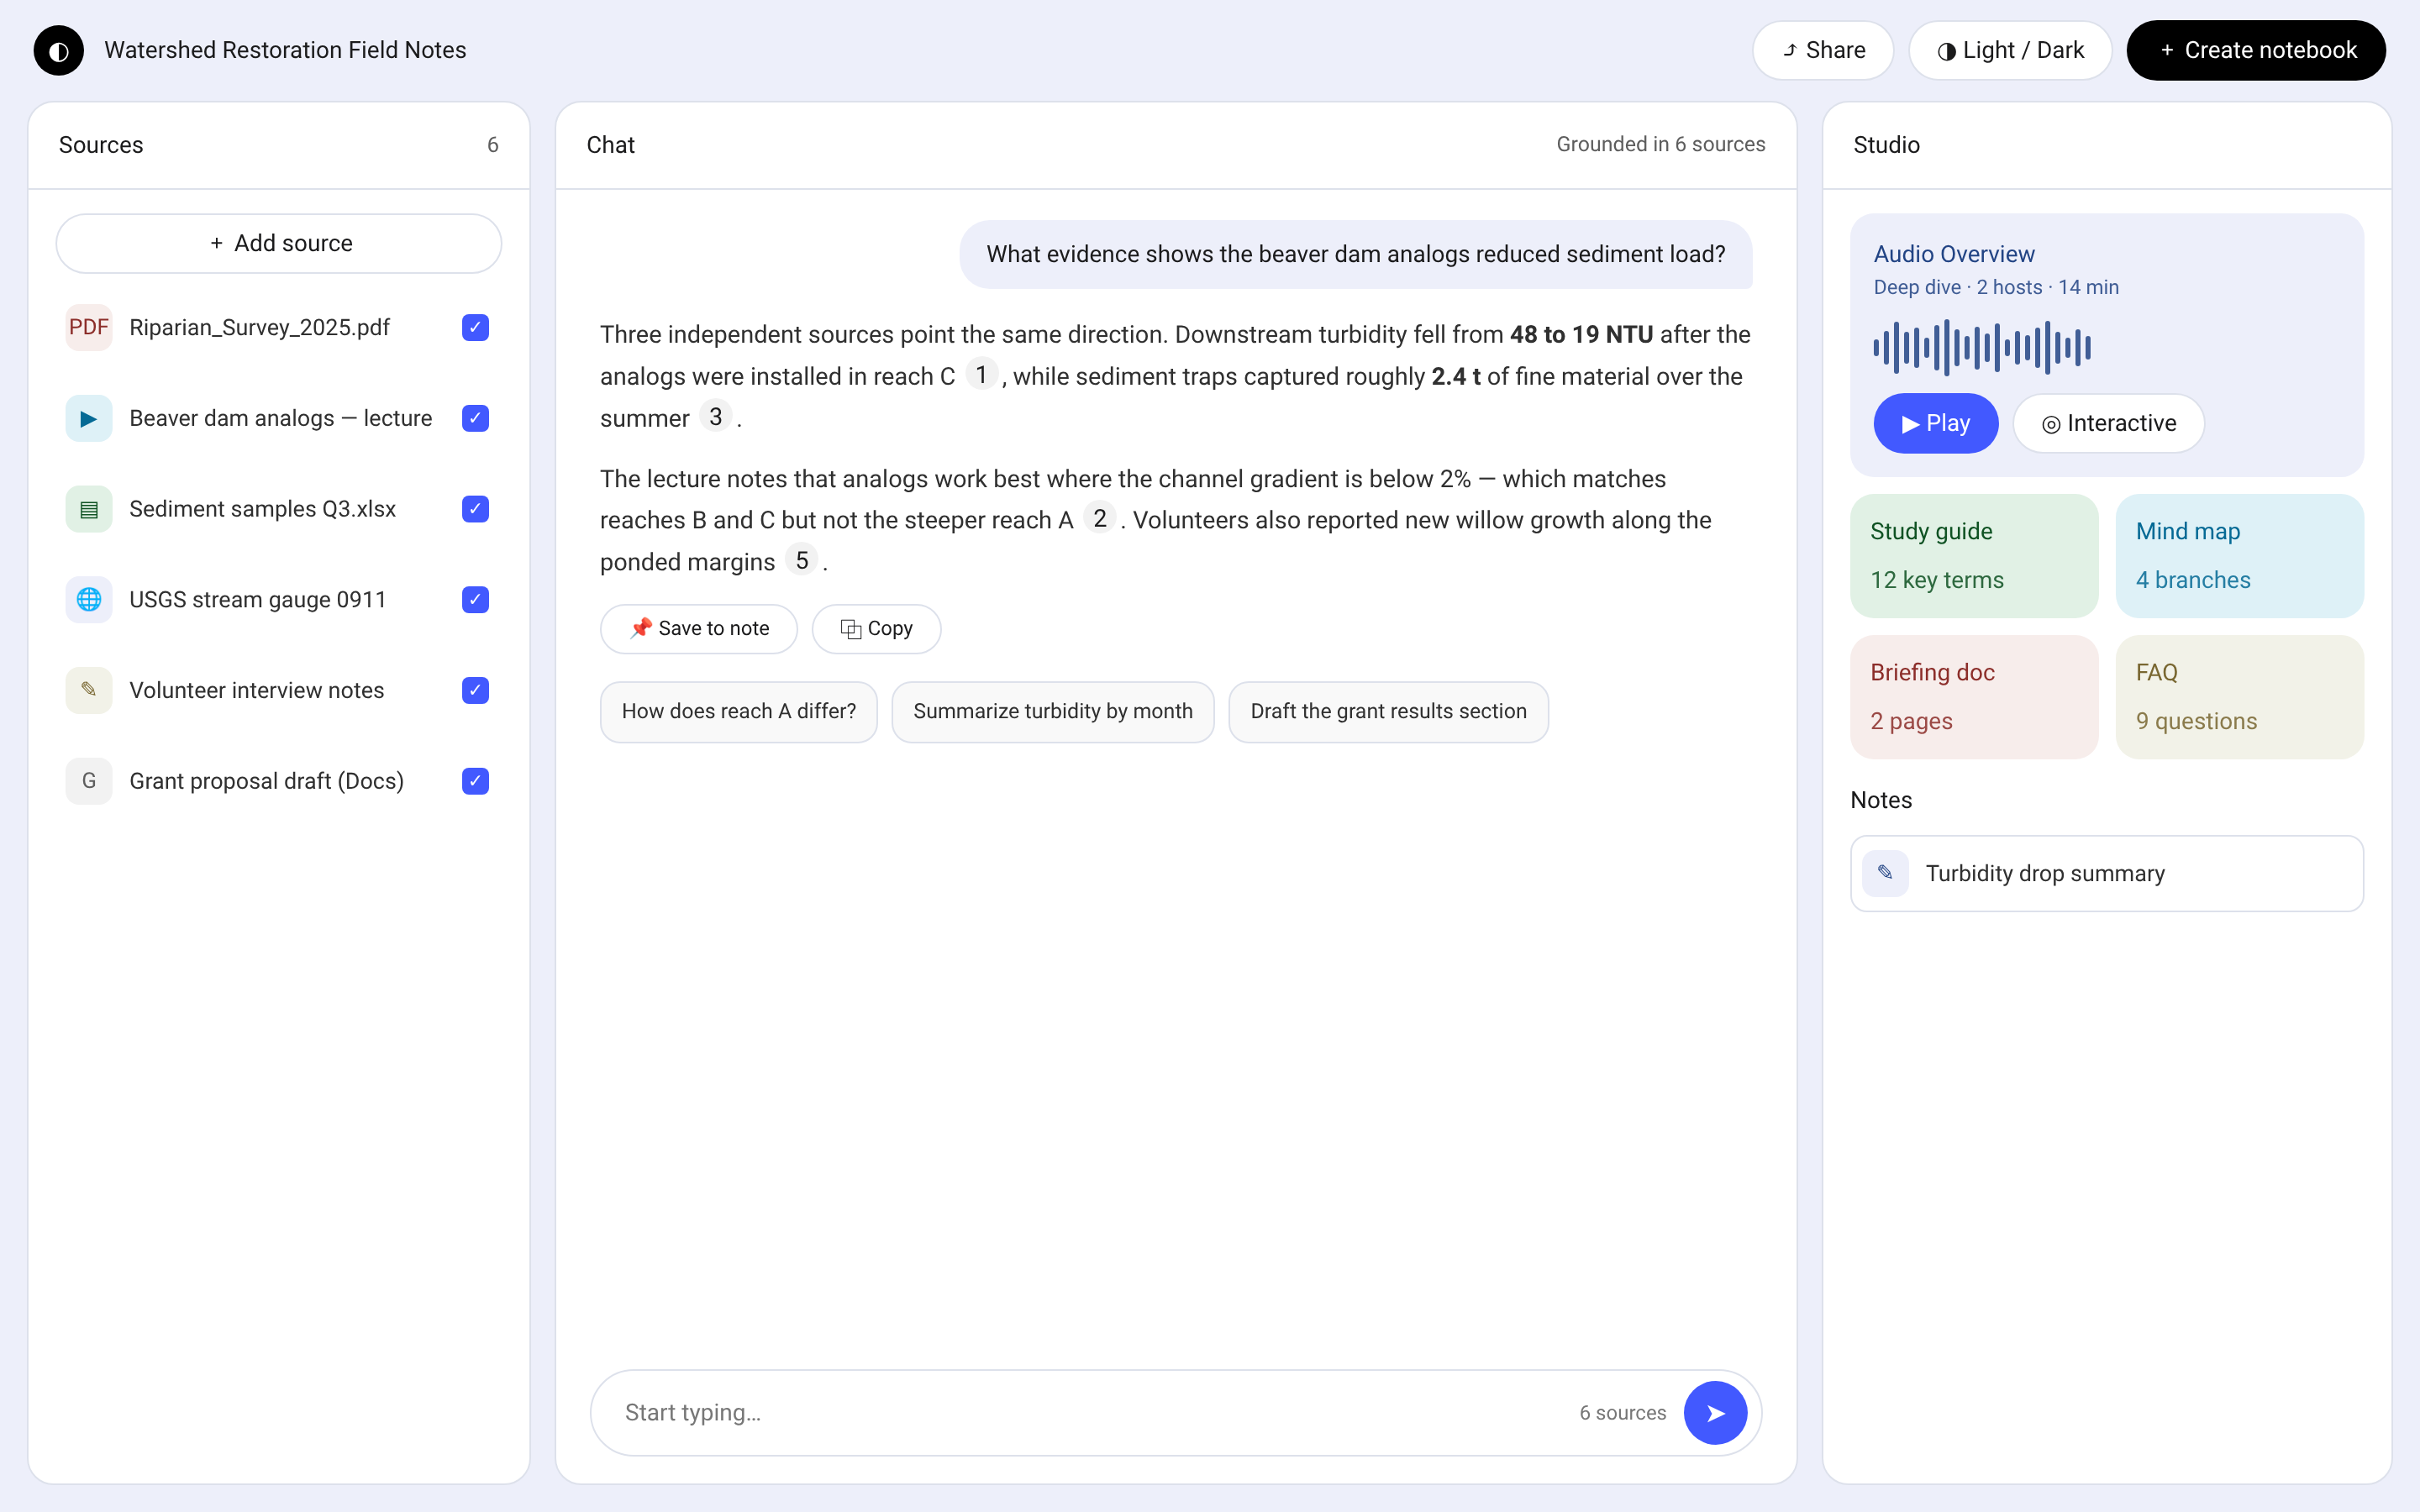 Watershed Restoration Field Notes
Share
Light / Dark
+ Create notebook
Sources
6
+ Add source
PDF
Riparian_Survey_2025.pdf
Beaver dam analogs — lecture
Sediment samples Q3.xlsx
USGS stream gauge 0911
Volunteer interview notes
G
Grant proposal draft (Docs)
Chat
Grounded in 6 sources
What evidence shows the beaver dam analogs reduced sediment load?
Three independent sources point the same direction. Downstream turbidity fell from 48 to 19 NTU after the
analogs were installed in reach C 1 , while sediment traps captured roughly 2.4 t of fine material over the
summer 3 .
The lecture notes that analogs work best where the channel gradient is below 2% — which matches
reaches B and C but not the steeper reach A 2 . Volunteers also reported new willow growth along the
ponded margins 5 .
Save to note
Copy
How does reach A differ?
Summarize turbidity by month
Draft the grant results section
Start typing…
6 sources
Studio
Audio Overview
Deep dive · 2 hosts · 14 min
Play
Interactive
Study guide
12 key terms
Mind map
4 branches
Briefing doc
2 pages
FAQ
9 questions
Notes
Turbidity drop summary